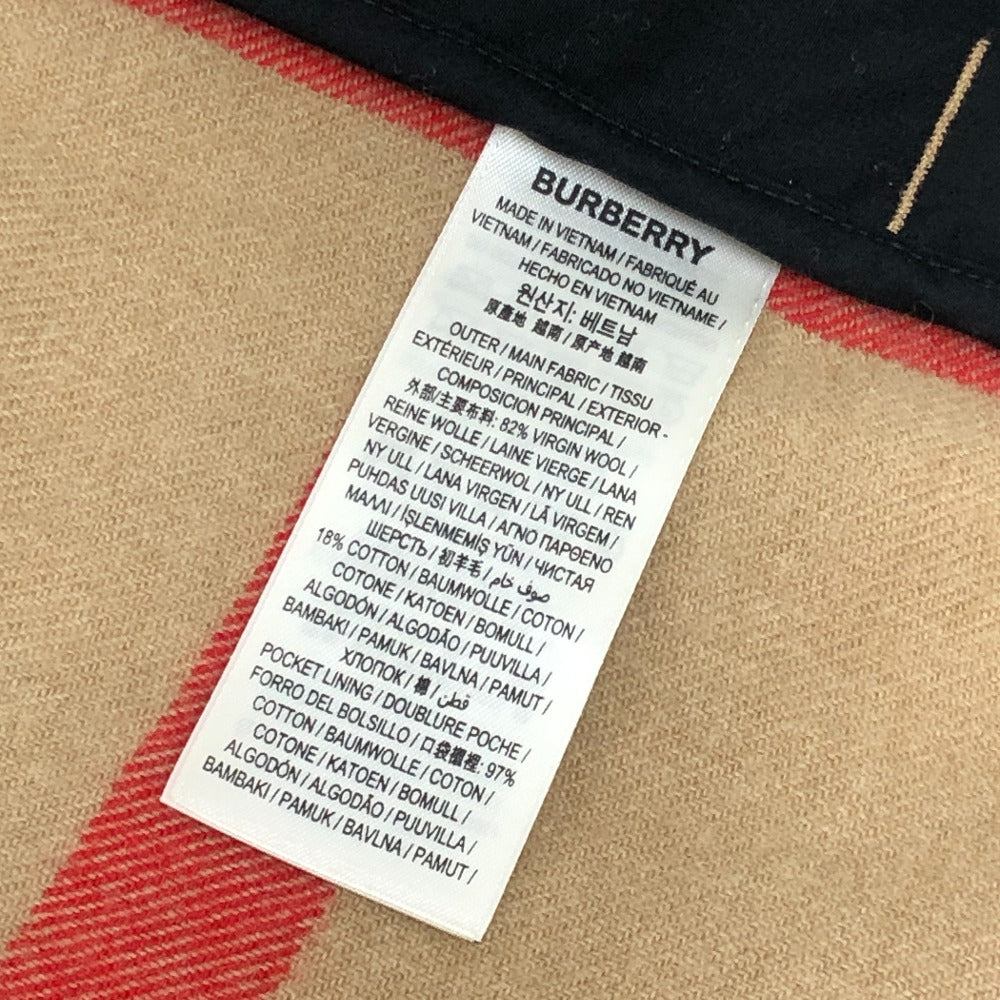 BURBERRY
MADE IN VIETNAM / FABRIQUÉ AU
VIETNAM / FABRICADO NO VIETNAME /
HECHO EN VIETNAM
원산지: 베트남
原產地 越南 / 原产地 越南
OUTER / MAIN FABRIC / TISSU
EXTÉRIEUR / PRINCIPAL / EXTERIOR -
COMPOSICION PRINCIPAL /
外部/主要布料: 82% VIRGIN WOOL /
REINE WOLLE / LAINE VIERGE / LANA
VERGINE / SCHEERWOL / NY ULL / REN
NY ULL / LANA VIRGEN / LÃ VIRGEM /
PUHDAS UUSI VILLA / ΑΓΝΟ ΠΑΡΘΕΝΟ
ΜΑΛΛΙ / İŞLENMEMİŞ YÜN / ЧИСТАЯ
ШЕРСТЬ / 初羊毛 / صوف خام
18% COTTON / BAUMWOLLE / COTON /
COTONE / KATOEN / BOMULL /
ALGODÓN / ALGODÃO / PUUVILLA /
BAMBAKI / PAMUK / BAVLNA / PAMUT /
ХЛОПОК / 棉 / قطن
POCKET LINING / DOUBLURE POCHE /
FORRO DEL BOLSILLO / 口袋襯裡: 97%
COTTON / BAUMWOLLE / COTON /
COTONE / KATOEN / BOMULL /
ALGODÓN / ALGODÃO / PUUVILLA /
BAMBAKI / PAMUK / BAVLNA / PAMUT /